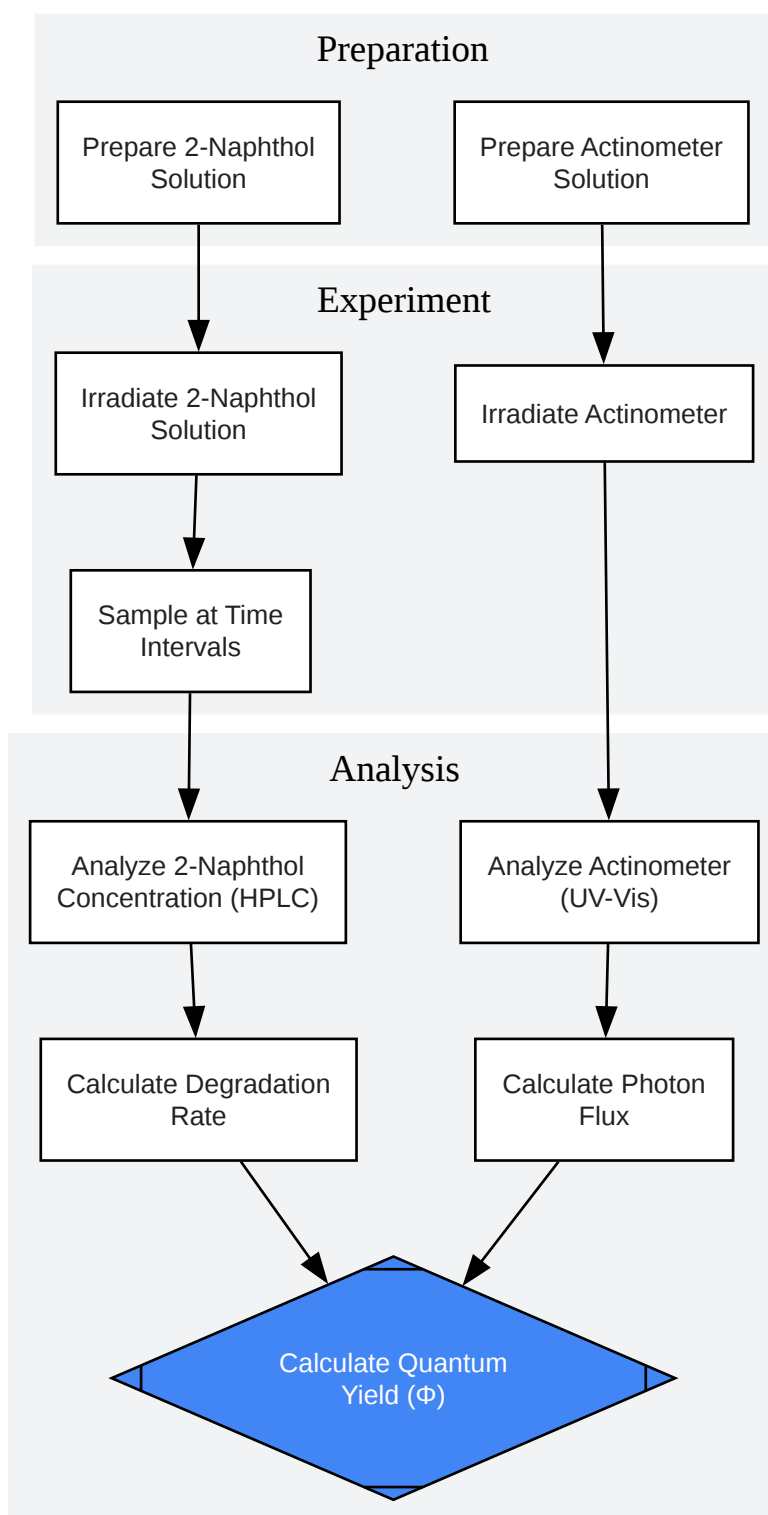 Preparation
Prepare 2-Naphthol
Solution
Prepare Actinometer
Solution
Experiment
Irradiate 2-Naphthol
Solution
Irradiate Actinometer
Sample at Time
Intervals
Analysis
Analyze 2-Naphthol
Concentration (HPLC)
Analyze Actinometer
(UV-Vis)
Calculate Degradation
Rate
Calculate Photon
Flux
Calculate Quantum
Yield (Φ)